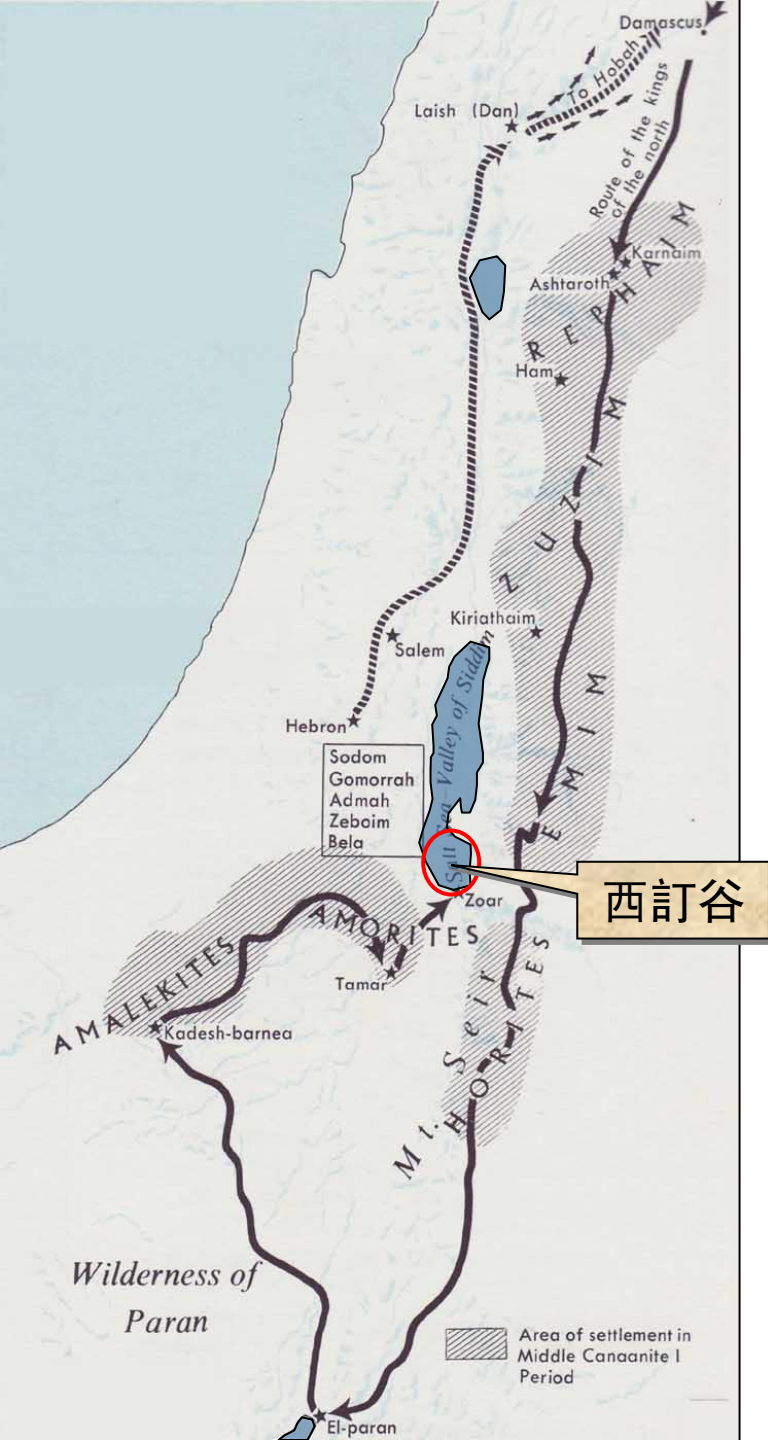 Damascus
To Hobah
Laish (Dan)
Route of the kings
of the north
Karnaim
Ashtaroth
REPHAIM
Ham
ZUZIM
Kiriathaim
Salem
Salt Sea-Valley of Siddim
Hebron
EMIM
Sodom
Gomorrah
Admah
Zeboim
Bela
西訂谷
Zoar
AMORITES
Tamar
AMALEKITES
Kadesh-barnea
Mt. Seir
HORITES
Wilderness of
Paran
Area of settlement in
Middle Canaanite I
Period
El-paran